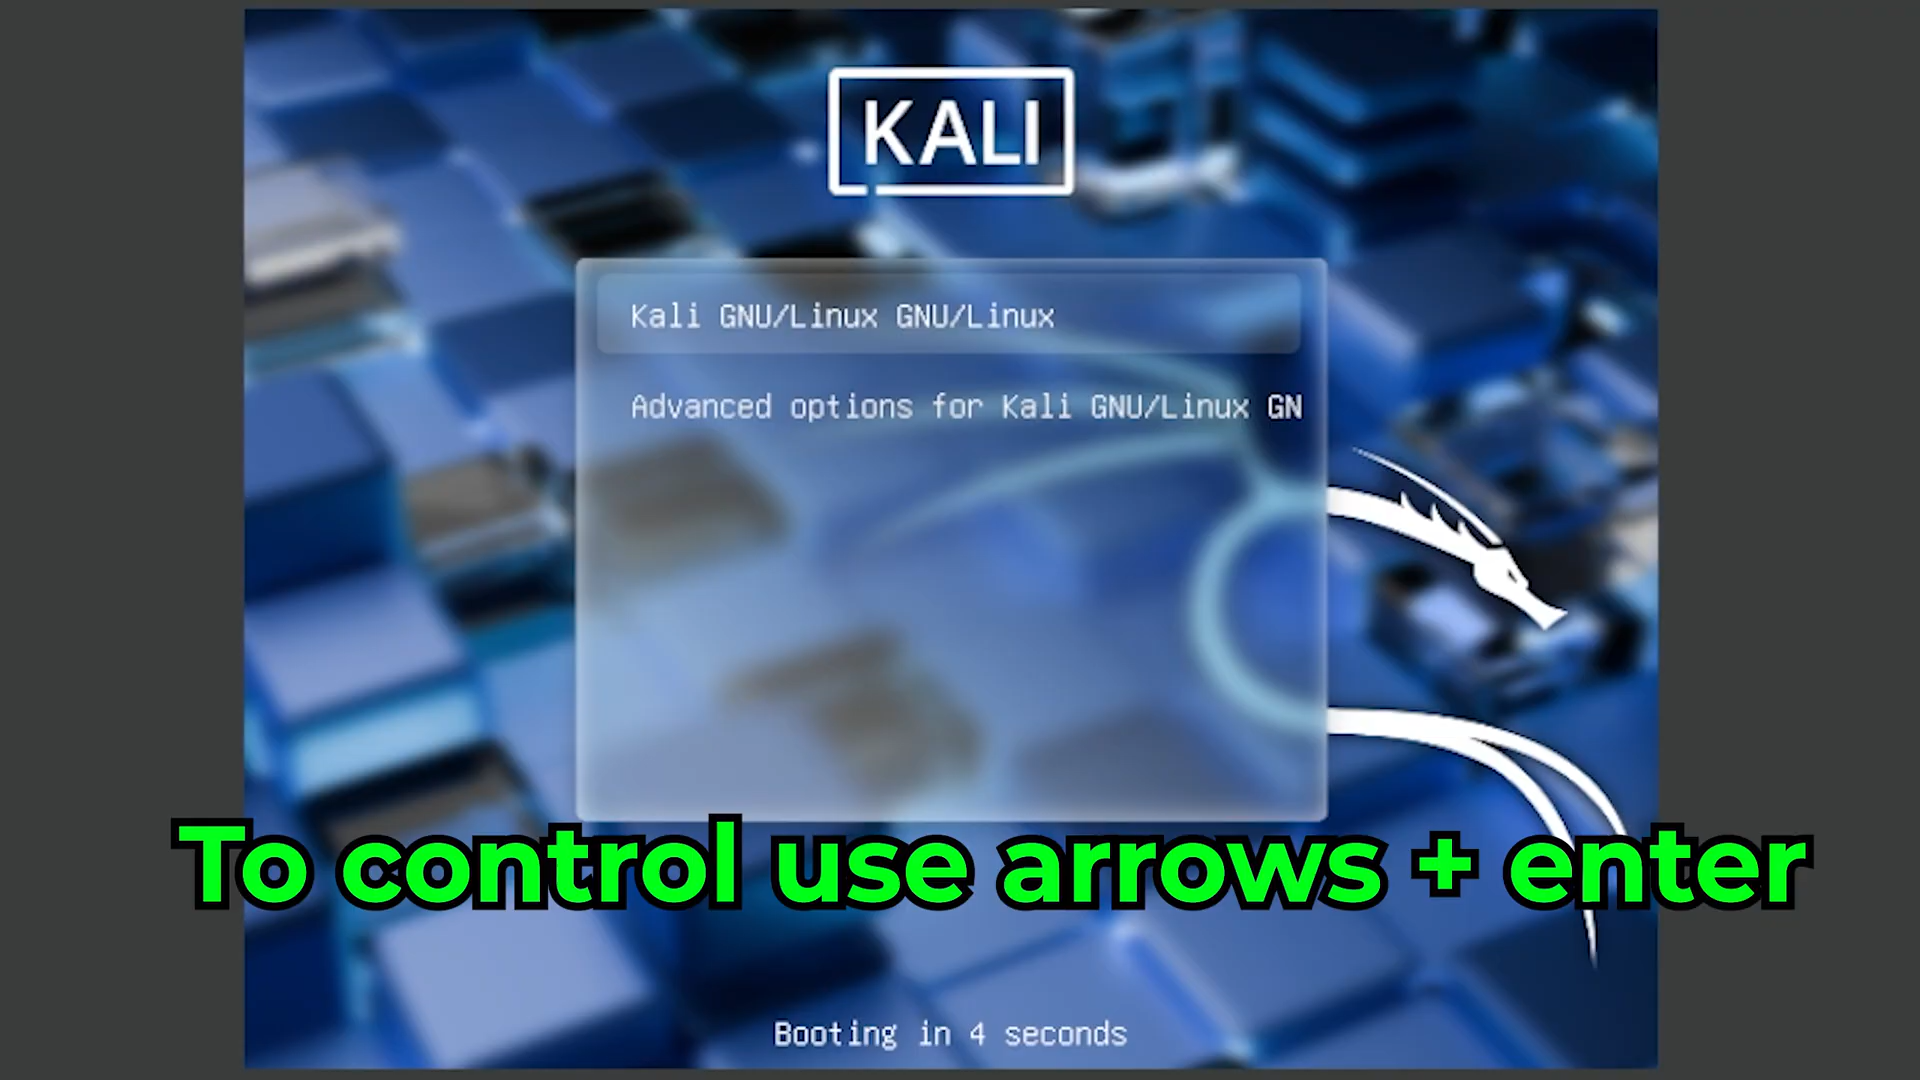 KALI
Kali GNU/Linux GNU/Linux
Advanced options for Kali GNU/Linux GN
To control use arrows + enter
Booting in 4 seconds